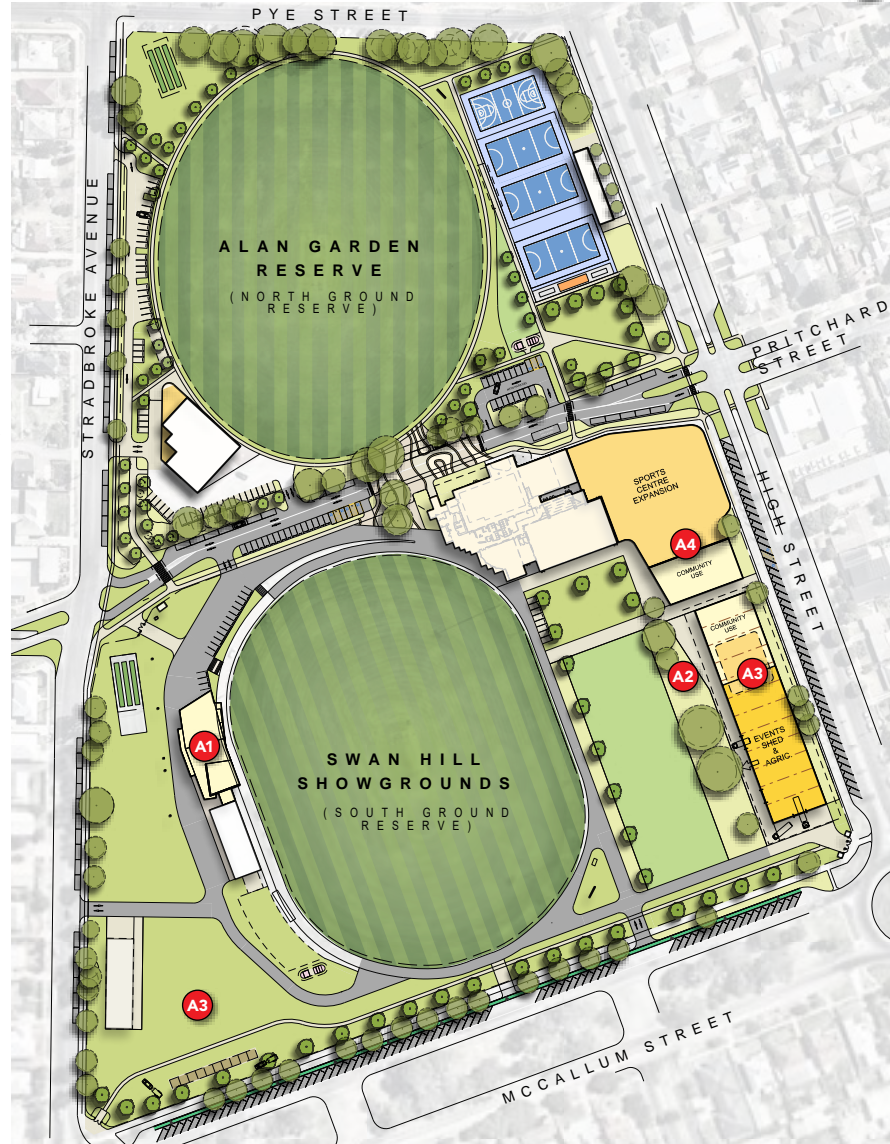 PYE STREET
STRADBROKE AVENUE
ALAN GARDEN
RESERVE
(NORTH GROUND
RESERVE)
PRITCHARD
STREET
SPORTS
CENTRE
EXPANSION
HIGH STREET
A4
COMMUNITY
USE
COMMUNITY
USE
A2
A3
A1
EVENTS
SHED
&
AGRIC.
SWAN HILL
SHOWGROUNDS
(SOUTH GROUND
RESERVE)
A3
MCCALLUM STREET